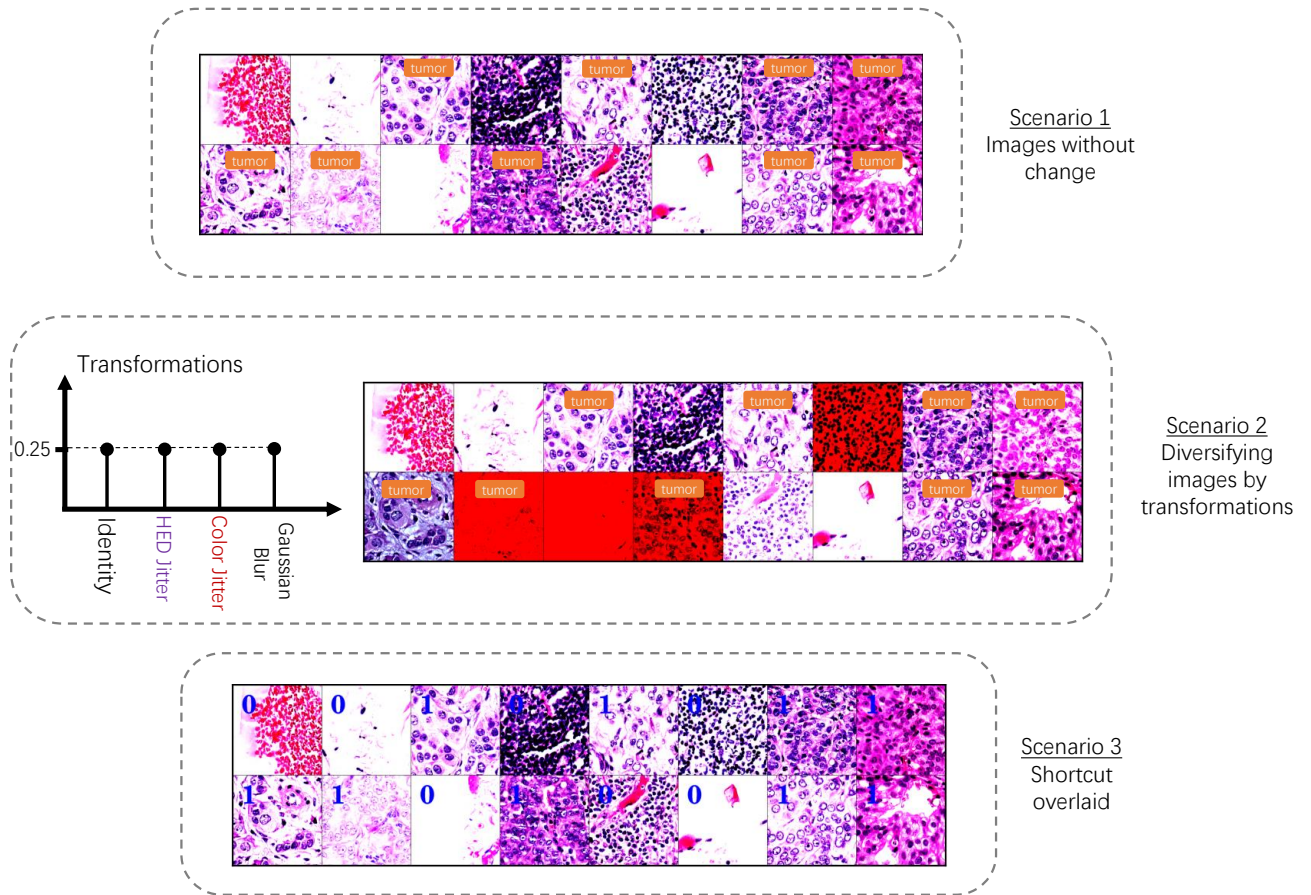 tumor
tumor
tumor
tumor
tumor
tumor
tumor
tumor
tumor
Scenario 1
Images without
change
Transformations
0.25
Identity
HED Jitter
Color Jitter
Gaussian
Blur
tumor
tumor
tumor
tumor
tumor
tumor
tumor
tumor
tumor
Scenario 2
Diversifying
images by
transformations
0 0 1 0 1 0 1 1
1 1 0 1 0 0 1 1
Scenario 3
Shortcut
overlaid